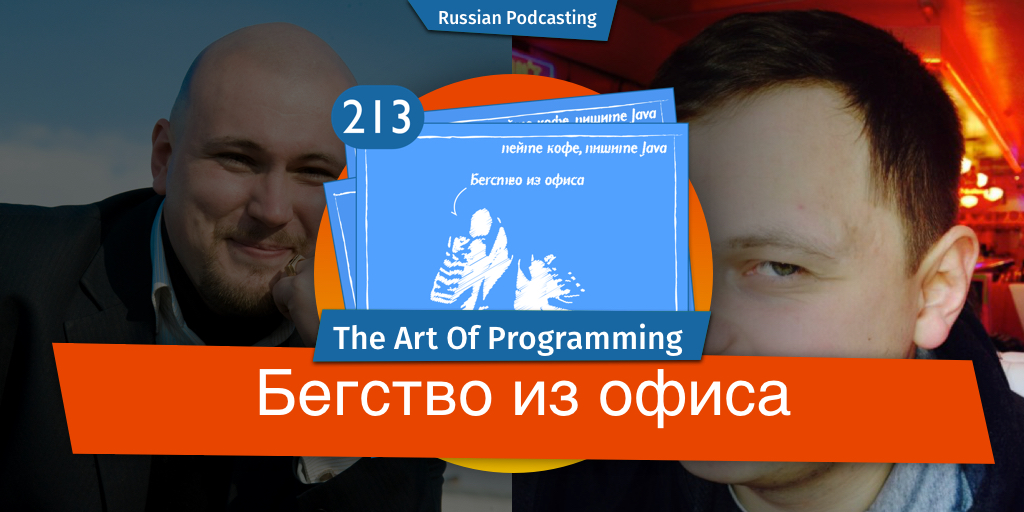 Russian Podcasting
213
кофе, пишите Java
пейте кофе, пишите Java
Бегство из офиса
The Art Of Programming
Бегство из офиса